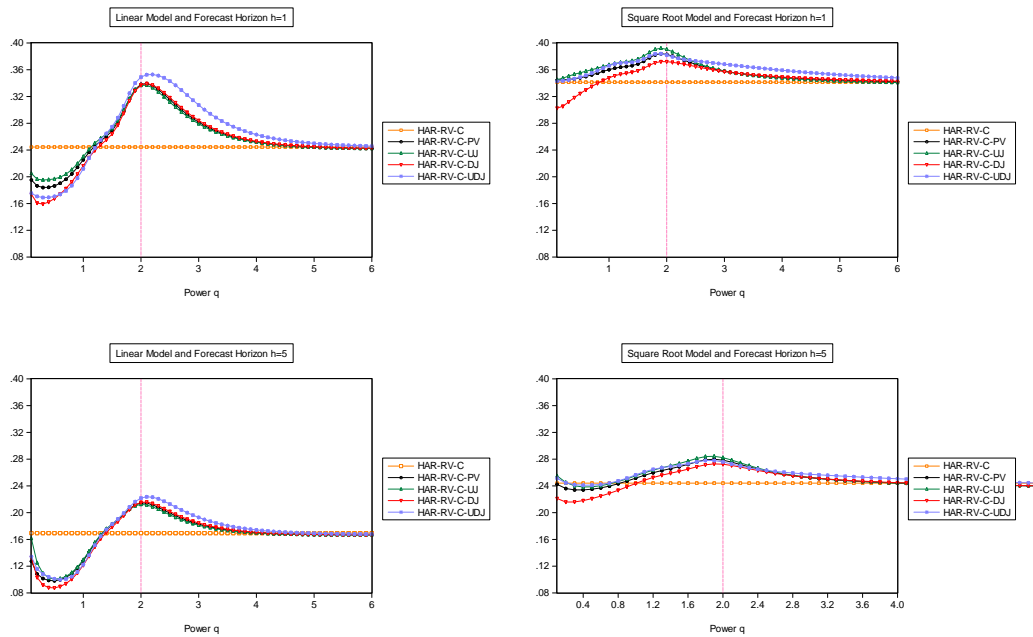 Linear Model and Forecast Horizon h=1
.40
.36
.32
.28
.24
.20
.16
.12
.08
1 2 3 4 5 6
Power q
HAR-RV-C
HAR-RV-C-PV
HAR-RV-C-UJ
HAR-RV-C-DJ
HAR-RV-C-UDJ
Square Root Model and Forecast Horizon h=1
.40
.36
.32
.28
.24
.20
.16
.12
.08
1 2 3 4 5 6
Power q
HAR-RV-C
HAR-RV-C-PV
HAR-RV-C-UJ
HAR-RV-C-DJ
HAR-RV-C-UDJ
Linear Model and Forecast Horizon h=5
.40
.36
.32
.28
.24
.20
.16
.12
.08
1 2 3 4 5 6
Power q
HAR-RV-C
HAR-RV-C-PV
HAR-RV-C-UJ
HAR-RV-C-DJ
HAR-RV-C-UDJ
Square Root Model and Forecast Horizon h=5
.40
.36
.32
.28
.24
.20
.16
.12
.08
0.4 0.8 1.2 1.6 2.0 2.4 2.8 3.2 3.6 4.0
Power q
HAR-RV-C
HAR-RV-C-PV
HAR-RV-C-UJ
HAR-RV-C-DJ
HAR-RV-C-UDJ